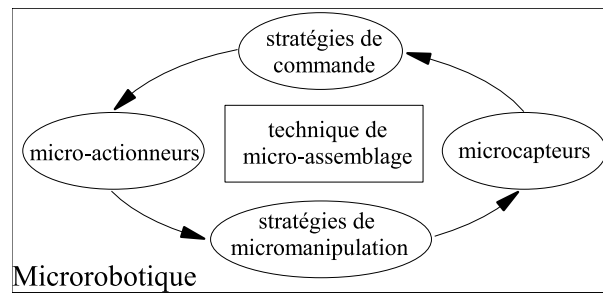 stratégies de
commande
micro-actionneurs
technique de
micro-assemblage
microcapteurs
stratégies de
micromanipulation
Microrobotique